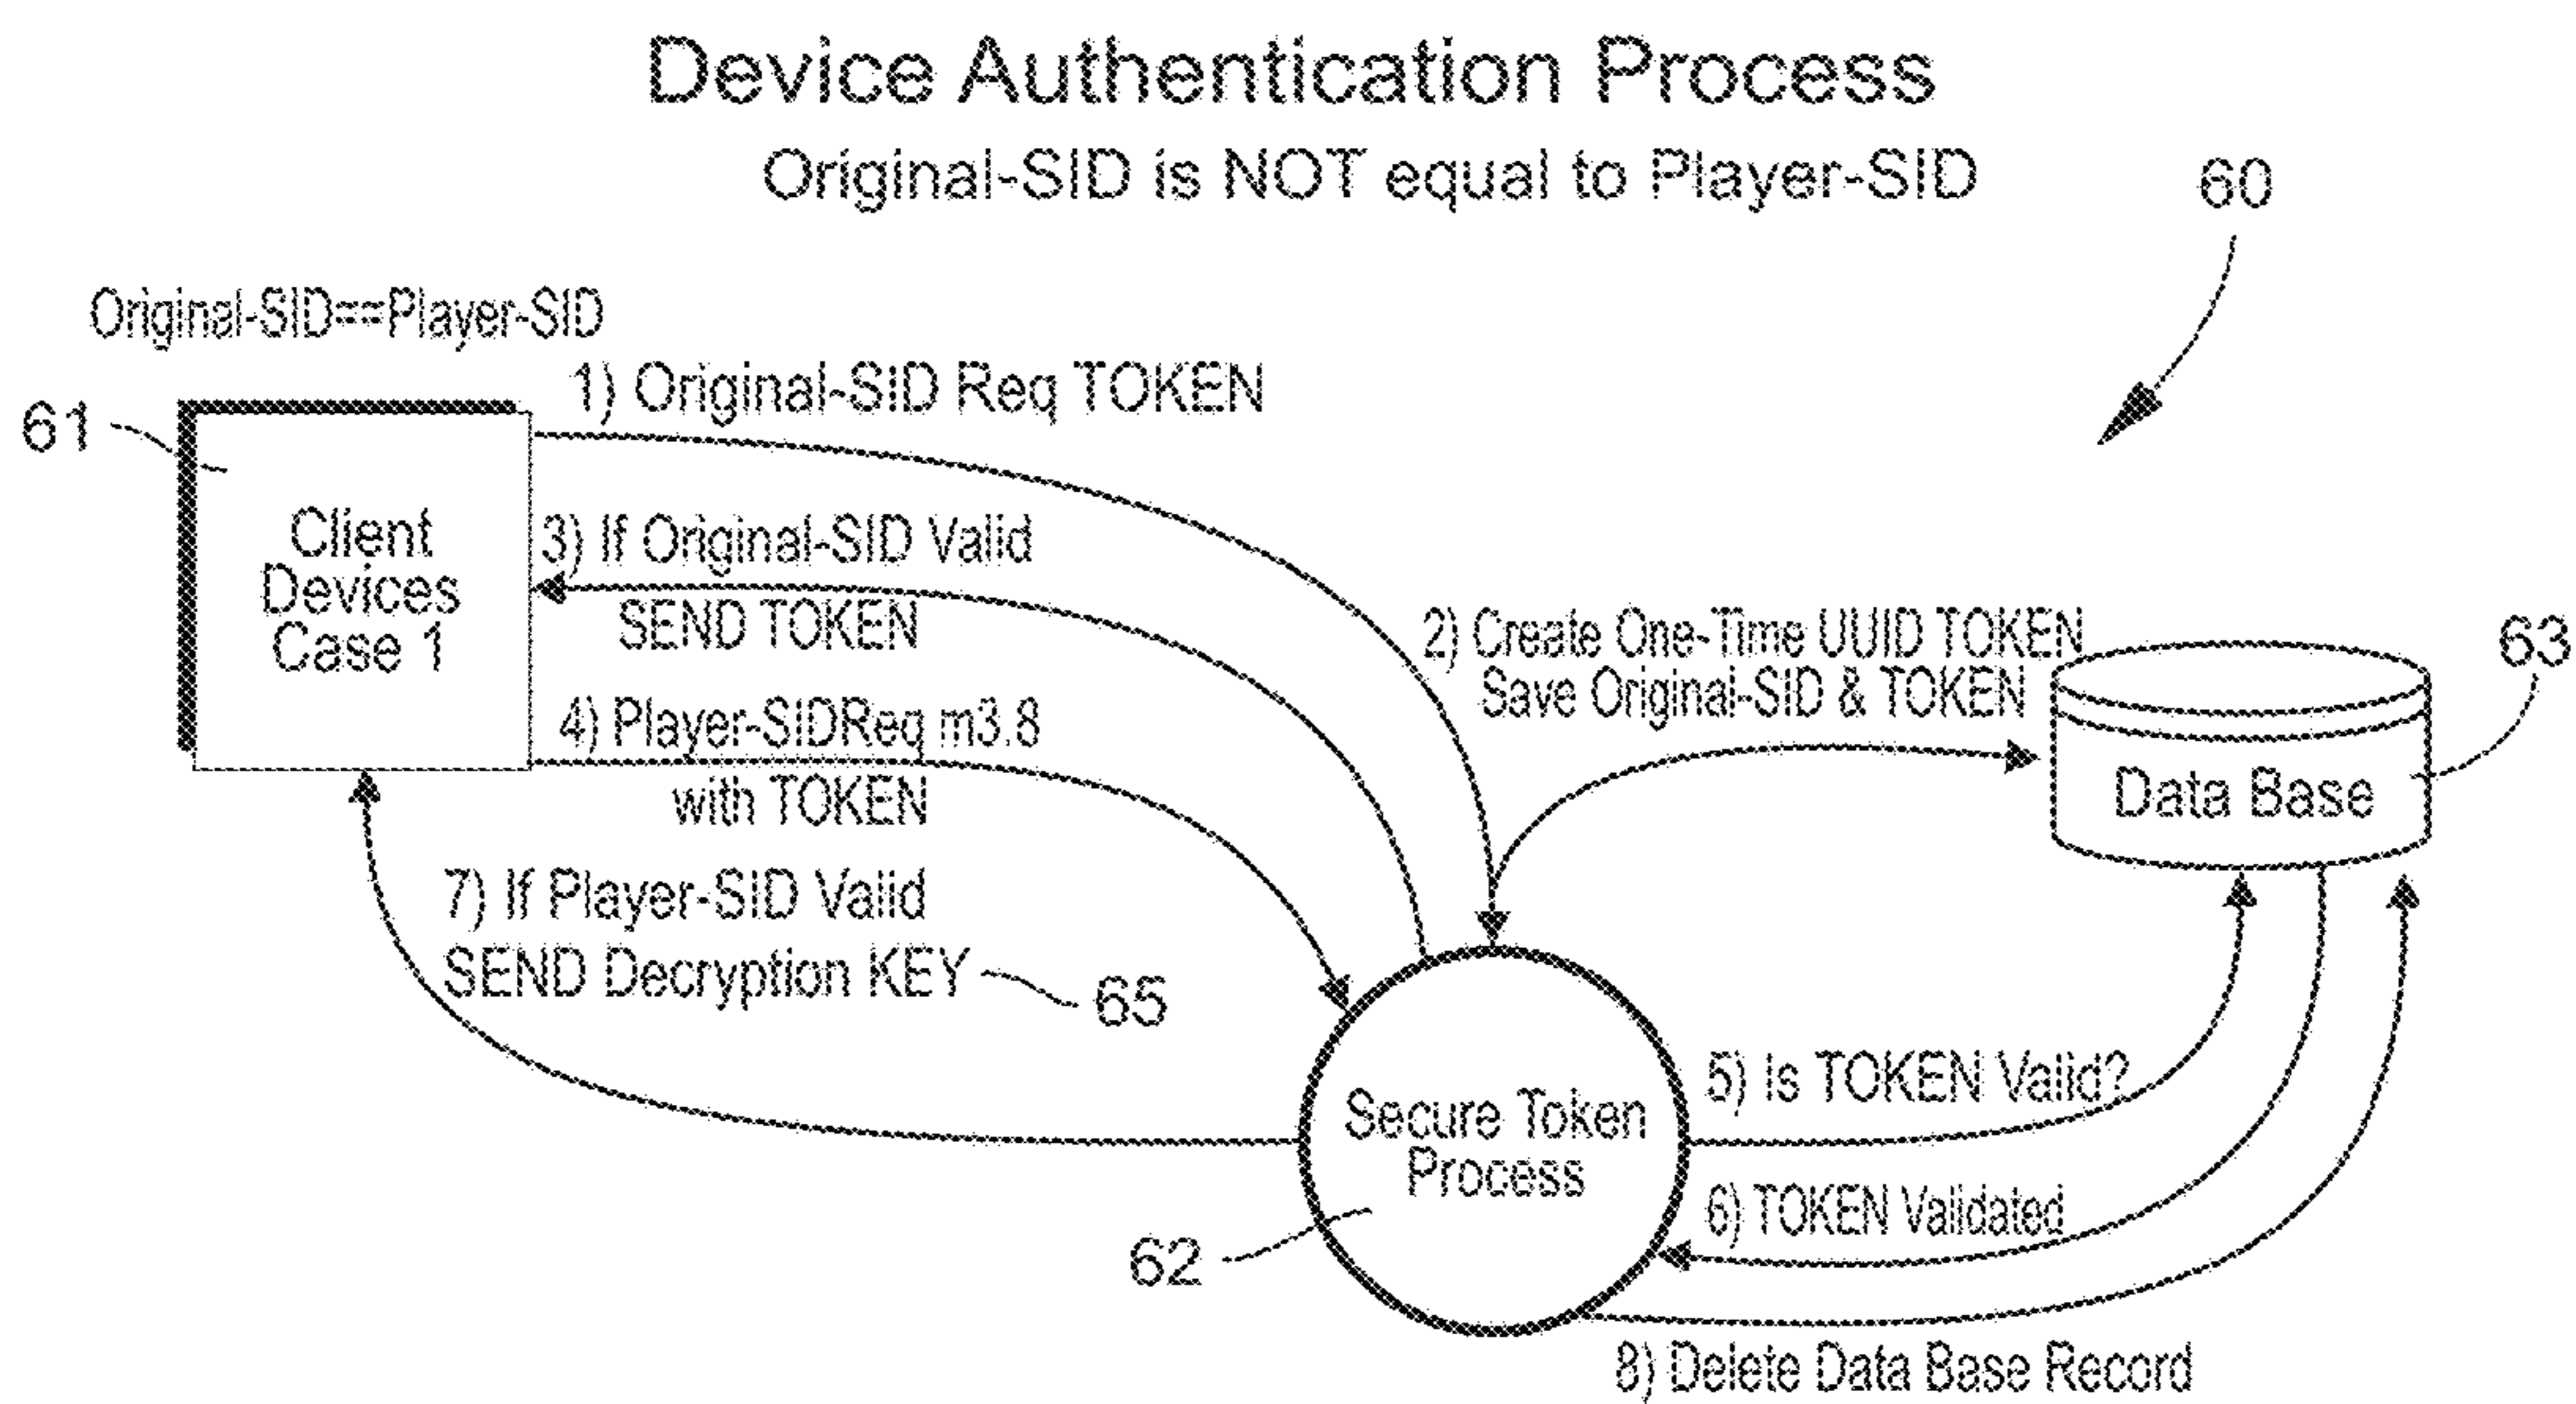 Device Authentication Process
Original-SID is NOT equal to Player-SID
60
Original-SID==Player-SID
1) Original-SID Req TOKEN
61
Client
Devices
Case 1
3) If Original-SID Valid
SEND TOKEN
2) Create One-Time UUID TOKEN
Save Original-SID & TOKEN
63
4) Player-SIDReq m3.8
with TOKEN
Data Base
7) If Player-SID Valid
SEND Decryption KEY
65
5) Is TOKEN Valid?
Secure Token
Process
6) TOKEN Validated
62
8) Delete Data Base Record